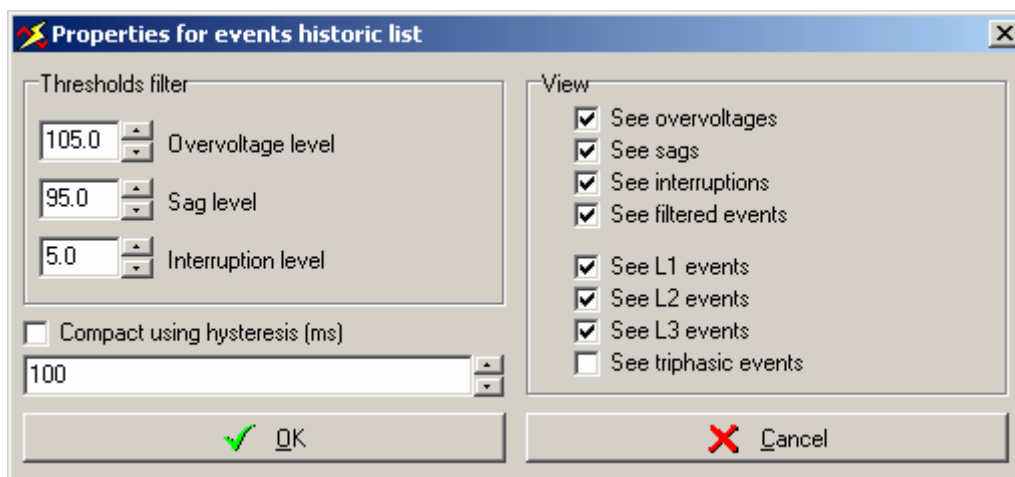 Properties for events historic list
Thresholds filter
105.0 Overvoltage level
95.0 Sag level
5.0 Interruption level
Compact using hysteresis (ms)
100
OK
View
See overvoltages
See sags
See interruptions
See filtered events
See L1 events
See L2 events
See L3 events
See triphasic events
Cancel